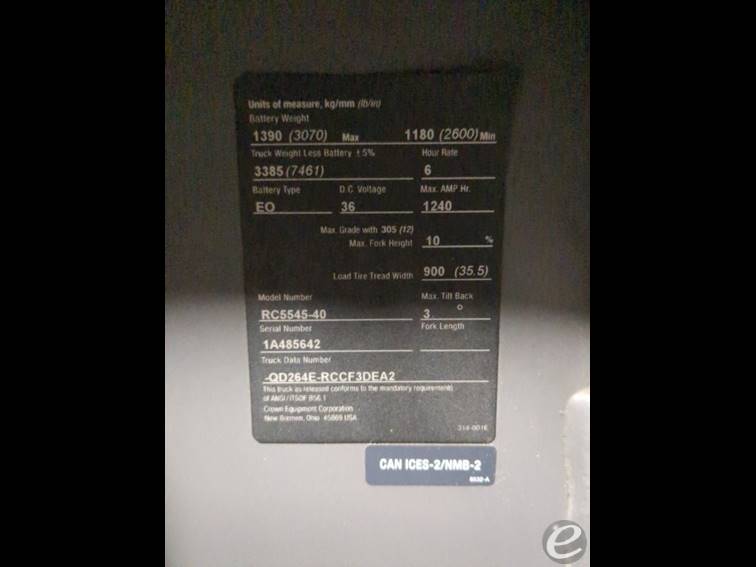 Units of measure, kg/mm (lb/in)
Battery Weight
1390 (3070) Max 1180 (2600) Min
Truck Weight Less Battery ± 5% Hour Rate
3385 (7461) 6
Battery Type D.C. Voltage Max. AMP Hr.
EO 36 1240
Max. Grade with 305 (12)
Max. Fork Height 10 %
Load Tire Tread Width 900 (35.5)
Model Number Max. Tilt Back
RC5545-40 3 °
Serial Number Fork Length
1A485642
Truck Data Number
-QD264E-RCCF3DEA2
This truck as released conforms to the mandatory requirements
of ANSI / ITSDF B56.1
Crown Equipment Corporation
New Bremen, Ohio 45869 USA
314-001E
CAN ICES-2/NMB-2
e